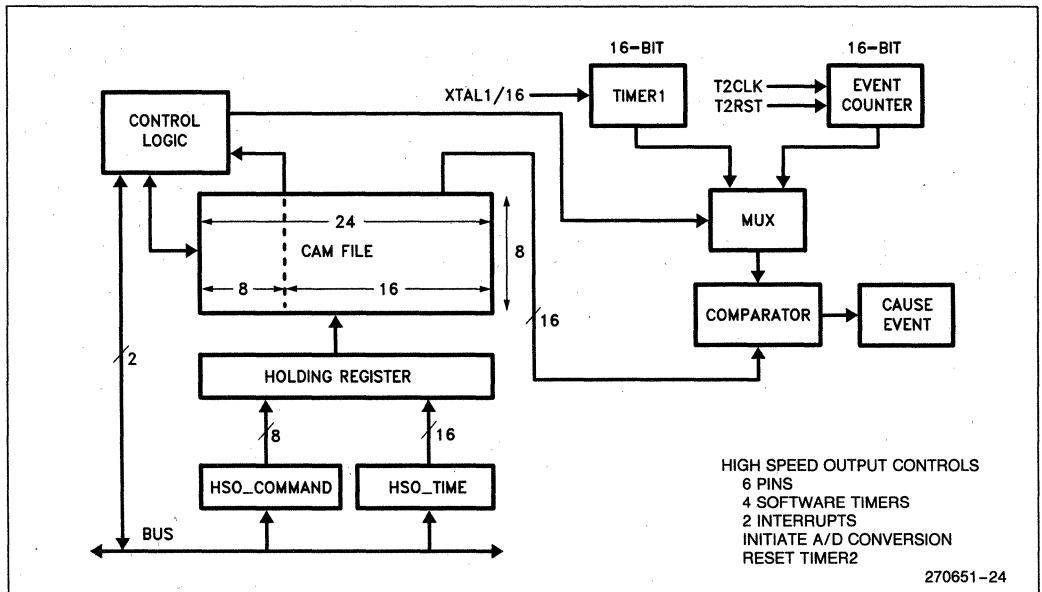 16-BIT
16-BIT
XTAL1/16
TIMER1
T2CLK
T2RST
EVENT
COUNTER
CONTROL
LOGIC
MUX
24
CAM FILE
8
8
16
16
COMPARATOR
CAUSE
EVENT
2
HOLDING REGISTER
8
16
HSO_COMMAND
HSO_TIME
BUS
HIGH SPEED OUTPUT CONTROLS
6 PINS
4 SOFTWARE TIMERS
2 INTERRUPTS
INITIATE A/D CONVERSION
RESET TIMER2
270651-24